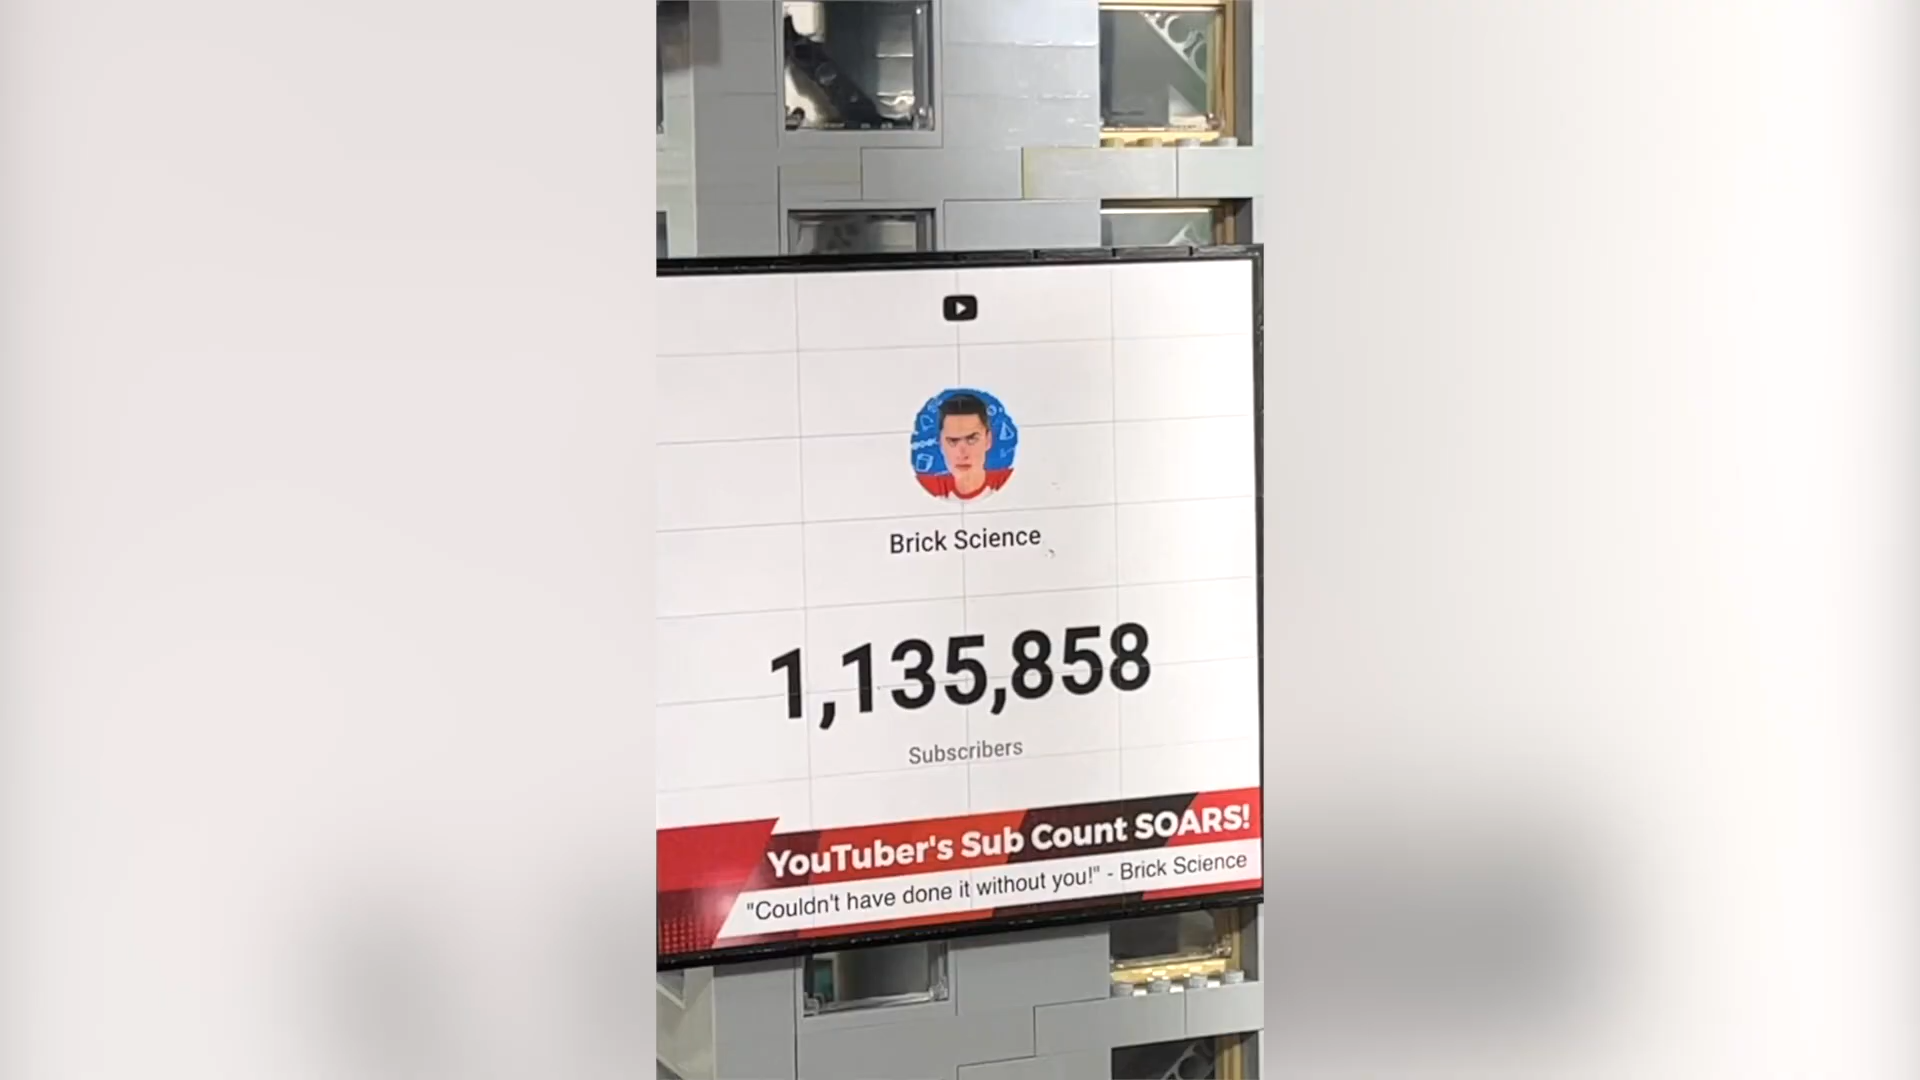 Brick Science
1,135,858
Subscribers
YouTuber's Sub Count SOARS!
"Couldn't have done it without you!" - Brick Science